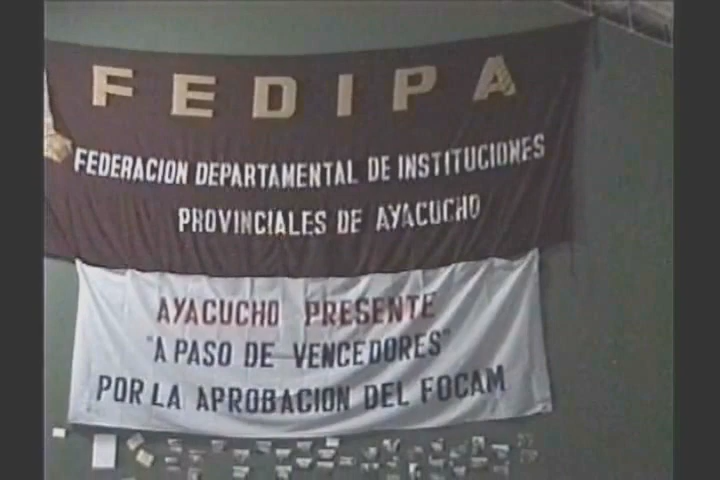 FEDIPA
FEDERACION DEPARTAMENTAL DE INSTITUCIONES
PROVINCIALES DE AYACUCHO
AYACUCHO PRESENTE
"A PASO DE VENCEDORES"
POR LA APROBACION DEL FOCAM